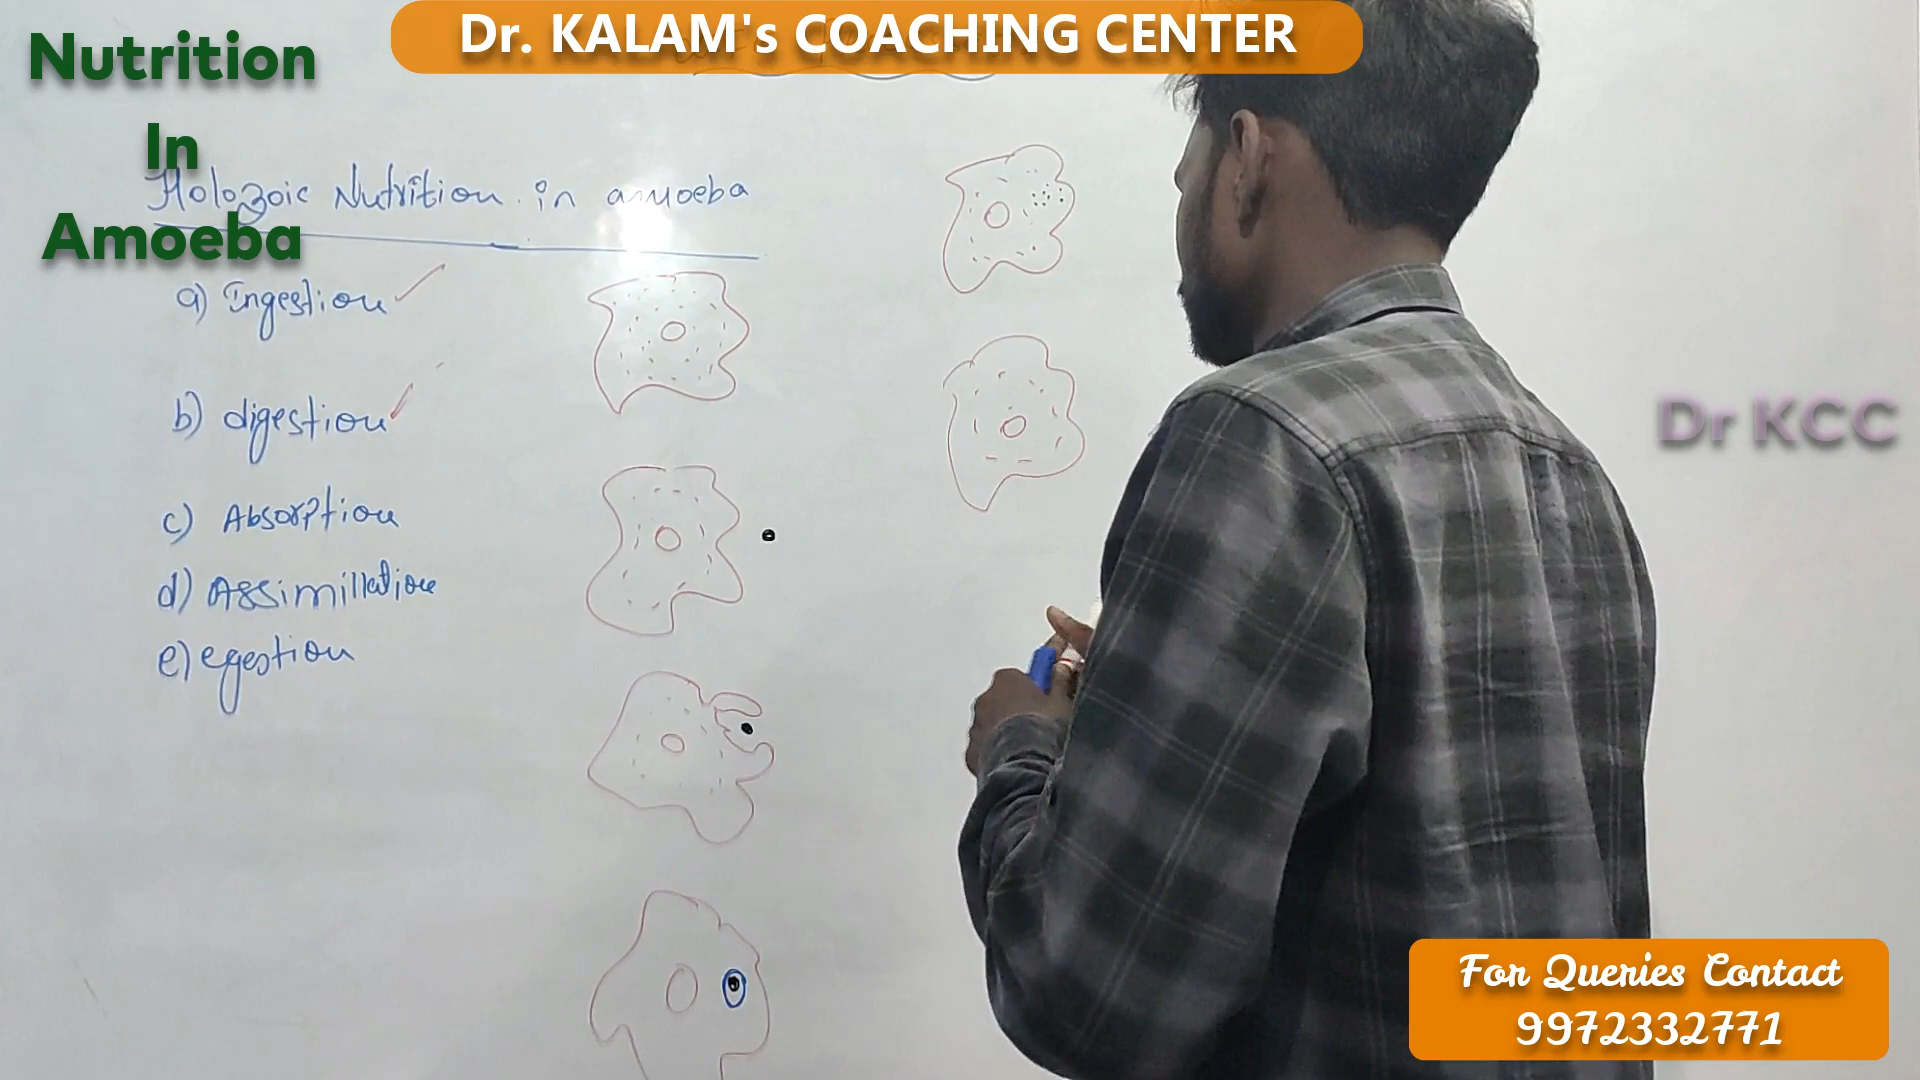 Dr. KALAM's COACHING CENTER
Nutrition
In
Amoeba
Holozoic Nutrition in amoeba
a) Ingestion
b) digestion
c) Absorption
d) Assimillation
e) egestion
Dr KCC
For Queries Contact
9972332771